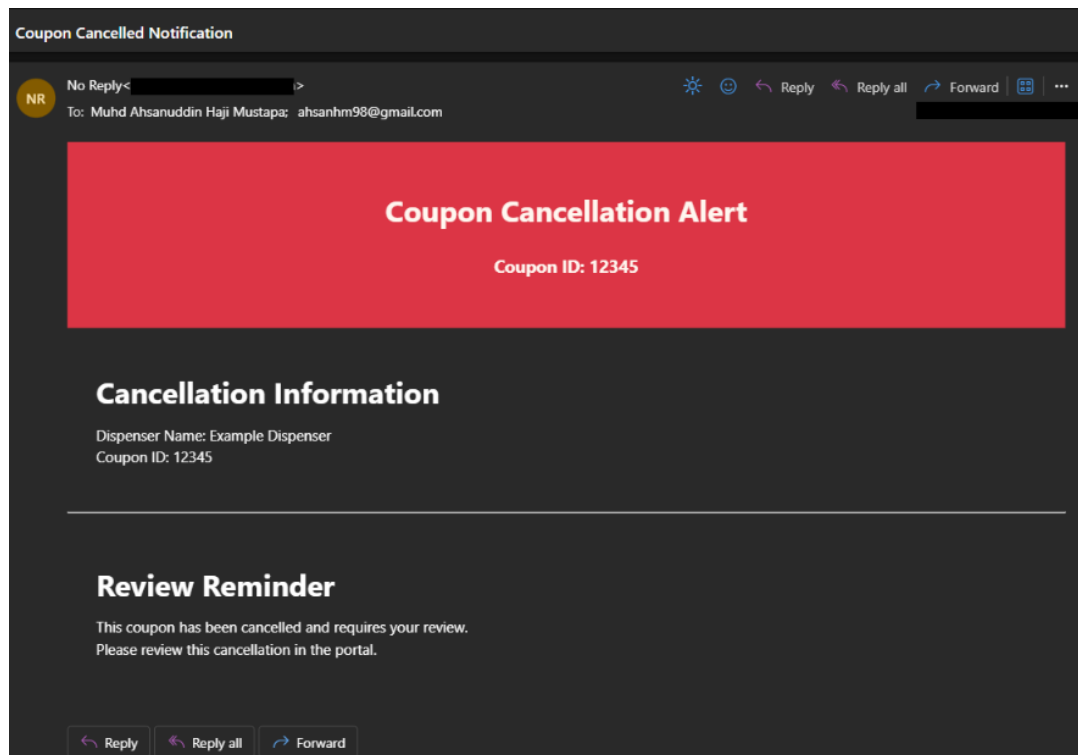 Coupon Cancelled Notification
NR
No Reply< >
Reply
Reply all
Forward
To: Muhd Ahsanuddin Haji Mustapa; ahsanhm98@gmail.com
Coupon Cancellation Alert
Coupon ID: 12345
Cancellation Information
Dispenser Name: Example Dispenser
Coupon ID: 12345
Review Reminder
This coupon has been cancelled and requires your review.
Please review this cancellation in the portal.
Reply
Reply all
Forward